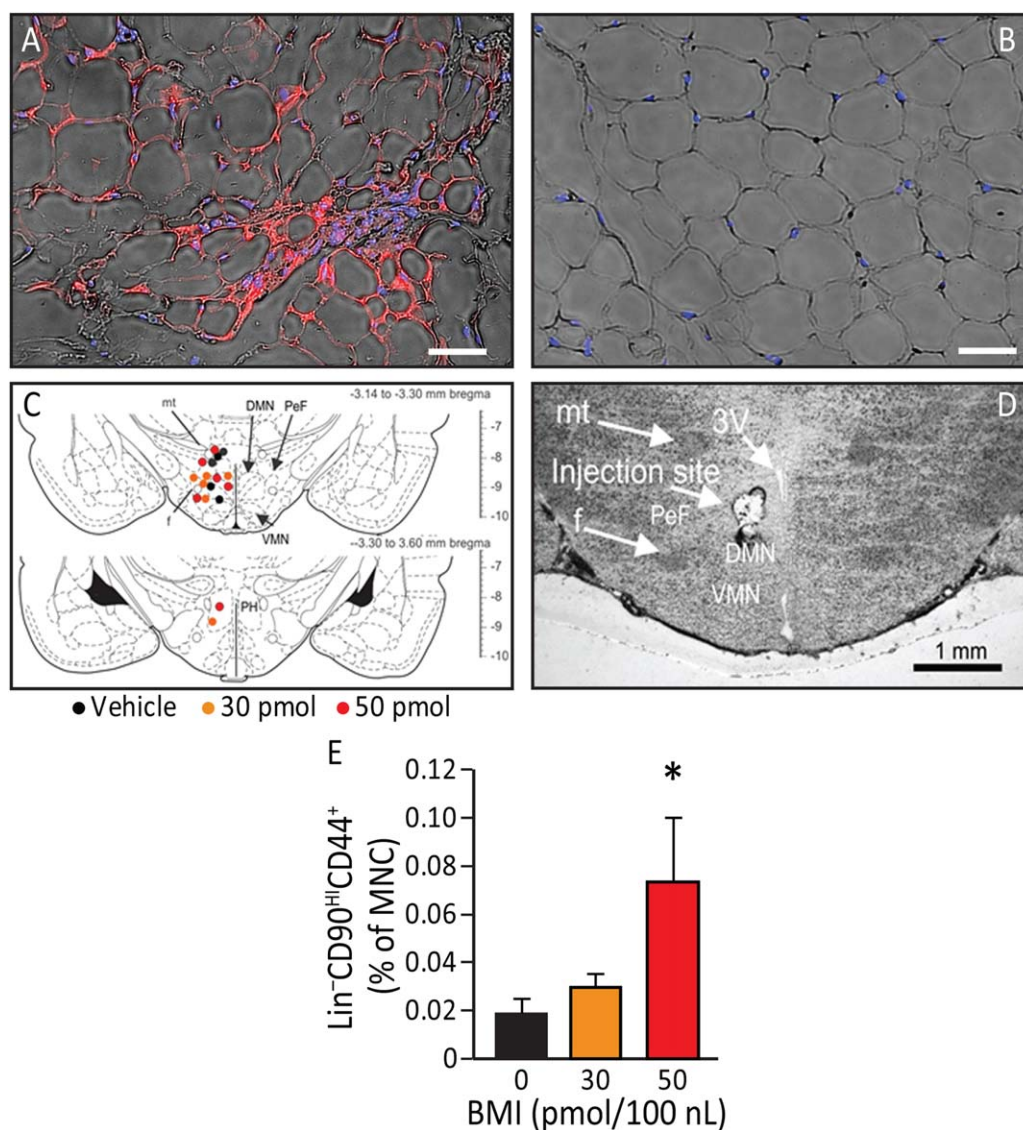 A
B
C
mt
DMN
PeF
-3.14 to -3.30 mm bregma
-7
-8
-9
-10
f
VMN
--3.30 to 3.60 mm bregma
PH
-7
-8
-9
-10
D
mt
3V
Injection site
PeF
f
DMN
VMN
1 mm
● Vehicle ● 30 pmol ● 50 pmol
E
Lin⁻CD90ᴴᴵCD44⁺
(% of MNC)
0.12
0.10
0.08
0.06
0.04
0.02
0
*
0 30 50
BMI (pmol/100 nL)